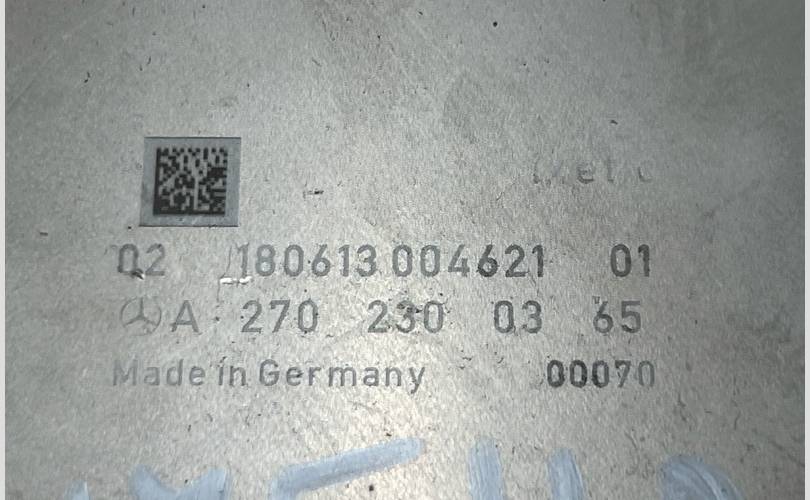 02 180613 004621 01
A 270 230 03 65
Made in Germany 00070